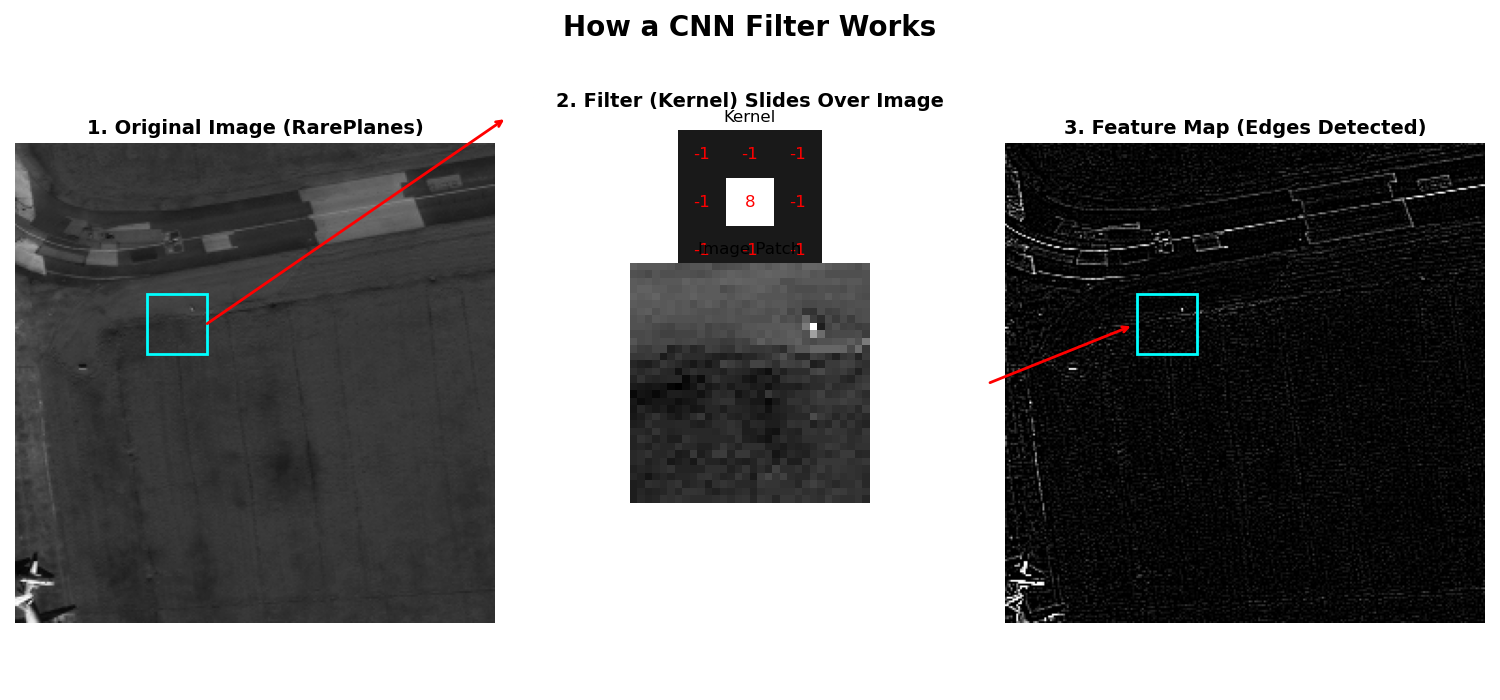 How a CNN Filter Works
1. Original Image (RarePlanes)
2. Filter (Kernel) Slides Over Image
Kernel
-1 -1 -1
-1 8 -1
-1 -1 -1
Image Patch
3. Feature Map (Edges Detected)